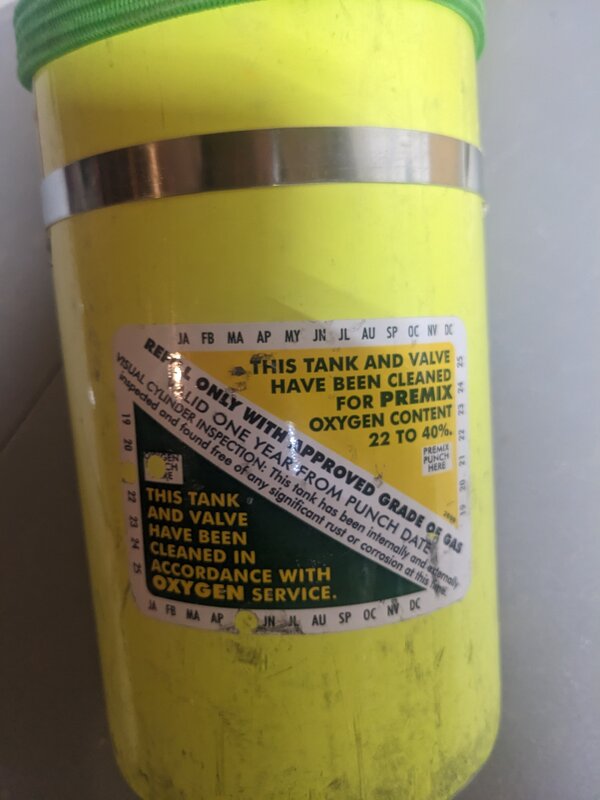 JA FB MA AP MY JN JL AU SP OC NV DC
THIS TANK AND VALVE
HAVE BEEN CLEANED
FOR PREMIX
OXYGEN CONTENT
22 TO 40%.
PREMIX
PUNCH
HERE
25
24
23
22
21
20
19
REFILL ONLY WITH APPROVED GRADE OF GAS
VALID ONE YEAR FROM PUNCH DATE
VISUAL CYLINDER INSPECTION: This tank has been internally and externally
inspected and found free of any significant rust or corrosion at this time.
19
20
22
23
24
25
THIS TANK
AND VALVE
HAVE BEEN
CLEANED IN
ACCORDANCE WITH
OXYGEN SERVICE.
JA FB MA AP JN JL AU SP OC NV DC